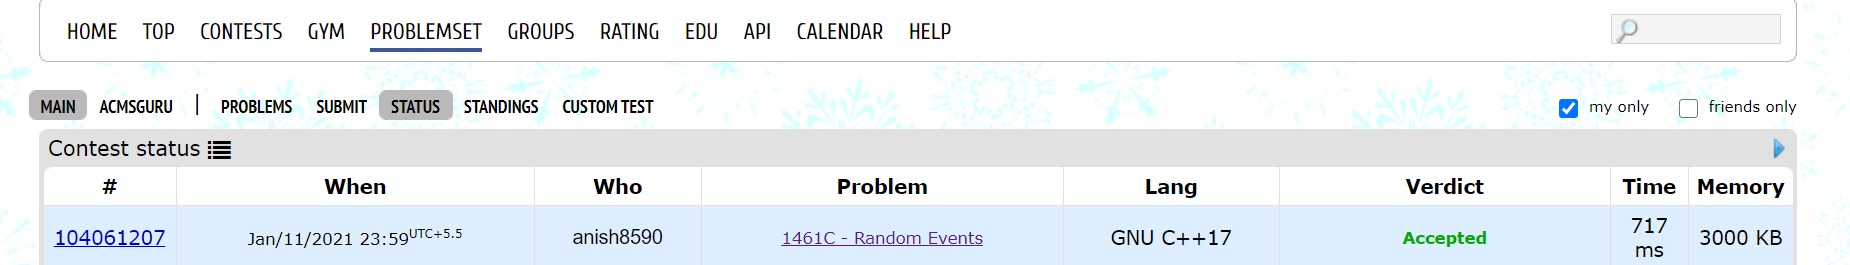 HOME TOP CONTESTS GYM PROBLEMSET GROUPS RATING EDU API CALENDAR HELP
MAIN ACMSGURU | PROBLEMS SUBMIT STATUS STANDINGS CUSTOM TEST my only friends only
Contest status
# When Who Problem Lang Verdict Time Memory
104061207 Jan/11/2021 23:59UTC+5.5 anish8590 1461C - Random Events GNU C++17 Accepted 717 ms 3000 KB